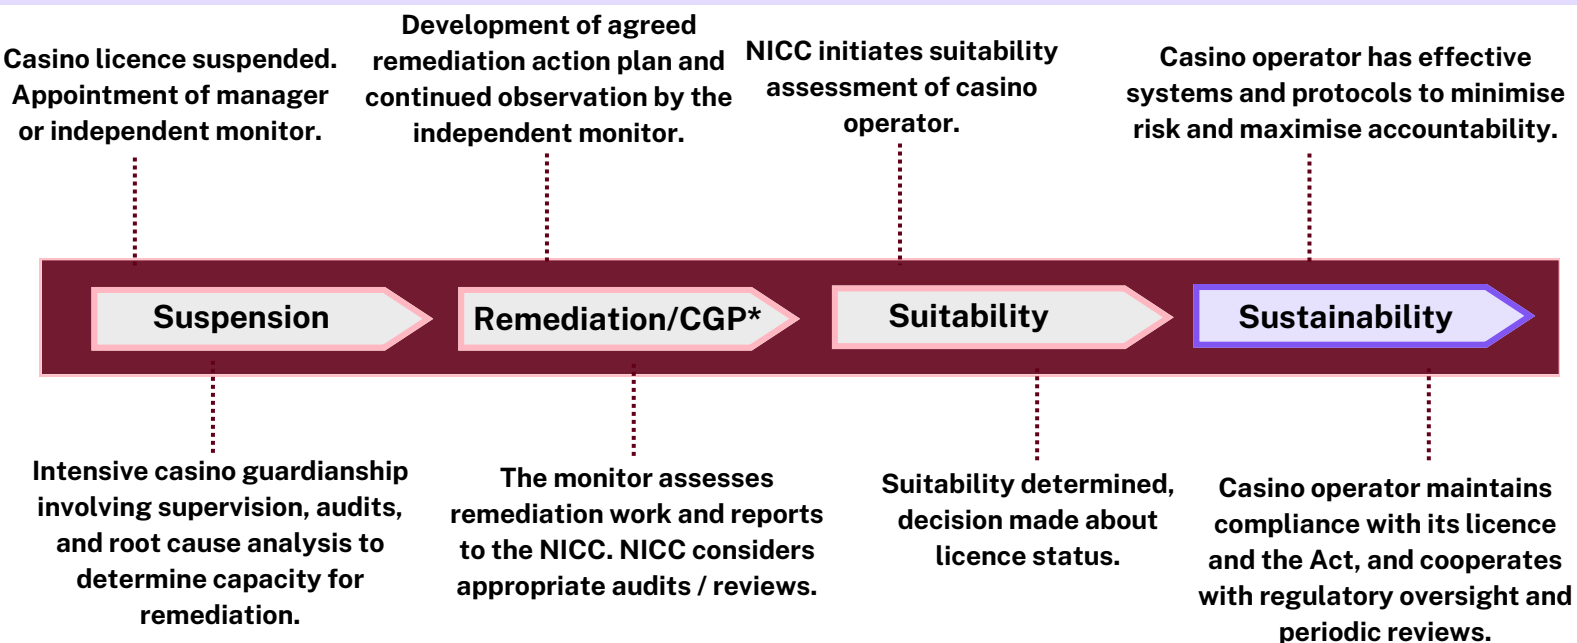 Casino licence suspended.
Appointment of manager
or independent monitor.
Development of agreed
remediation action plan and
continued observation by the
independent monitor.
NICC initiates suitability
assessment of casino
operator.
Casino operator has effective
systems and protocols to minimise
risk and maximise accountability.
Suspension
Remediation/CGP*
Suitability
Sustainability
Intensive casino guardianship
involving supervision, audits,
and root cause analysis to
determine capacity for
remediation.
The monitor assesses
remediation work and reports
to the NICC. NICC considers
appropriate audits / reviews.
Suitability determined,
decision made about
licence status.
Casino operator maintains
compliance with its licence
and the Act, and cooperates
with regulatory oversight and
periodic reviews.